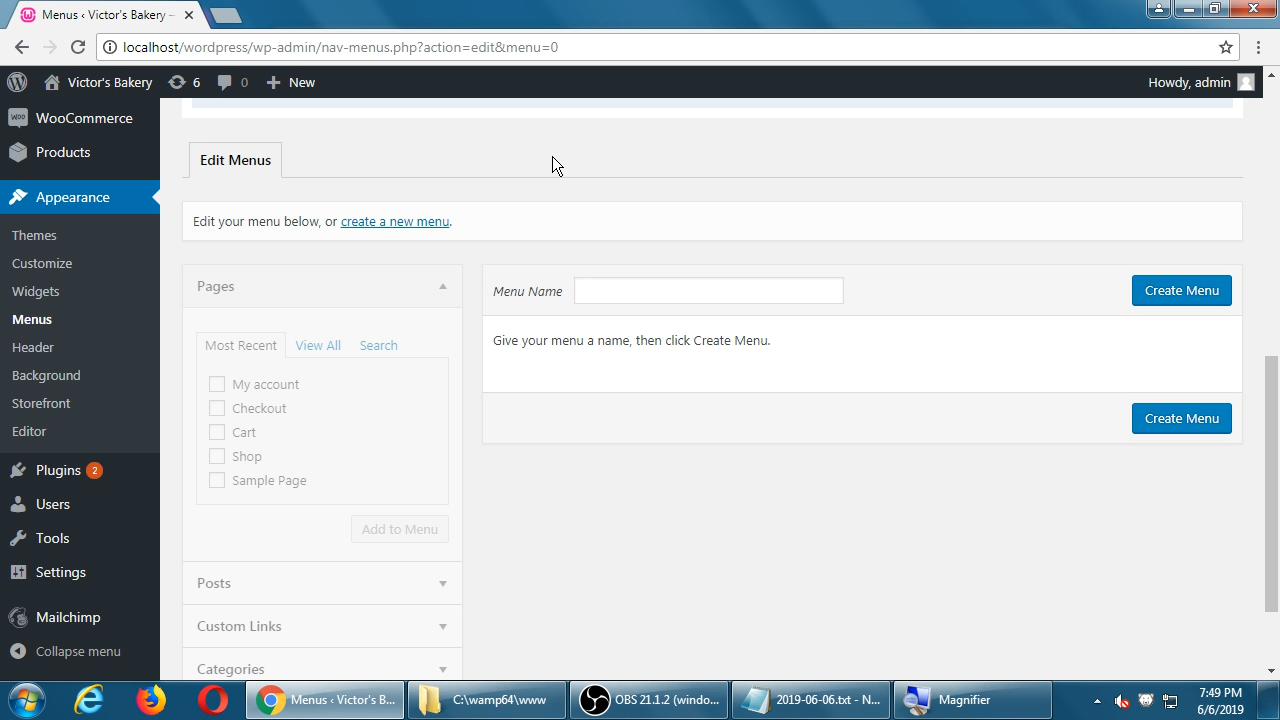 Menus ‹ Victor's Bakery –
localhost/wordpress/wp-admin/nav-menus.php?action=edit&menu=0
Victor's Bakery
6
0
New
Howdy, admin
WOO
WooCommerce
Products
Appearance
Themes
Customize
Widgets
Menus
Header
Background
Storefront
Editor
Plugins 2
Users
Tools
Settings
Mailchimp
Collapse menu
Edit Menus
Edit your menu below, or create a new menu.
Pages
Most Recent
View All
Search
My account
Checkout
Cart
Shop
Sample Page
Add to Menu
Posts
Custom Links
Categories
Menu Name
Create Menu
Give your menu a name, then click Create Menu.
Create Menu
Menus ‹ Victor's B...
C:\wamp64\www
OBS 21.1.2 (windo...
2019-06-06.txt - N...
Magnifier
7:49 PM
6/6/2019